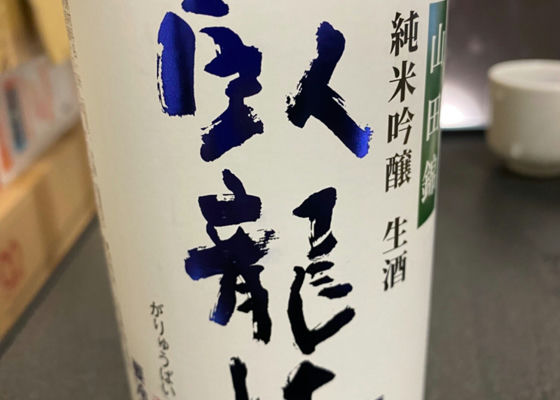 山田錦
純米吟醸 生酒
臥龍
がりゅうばい